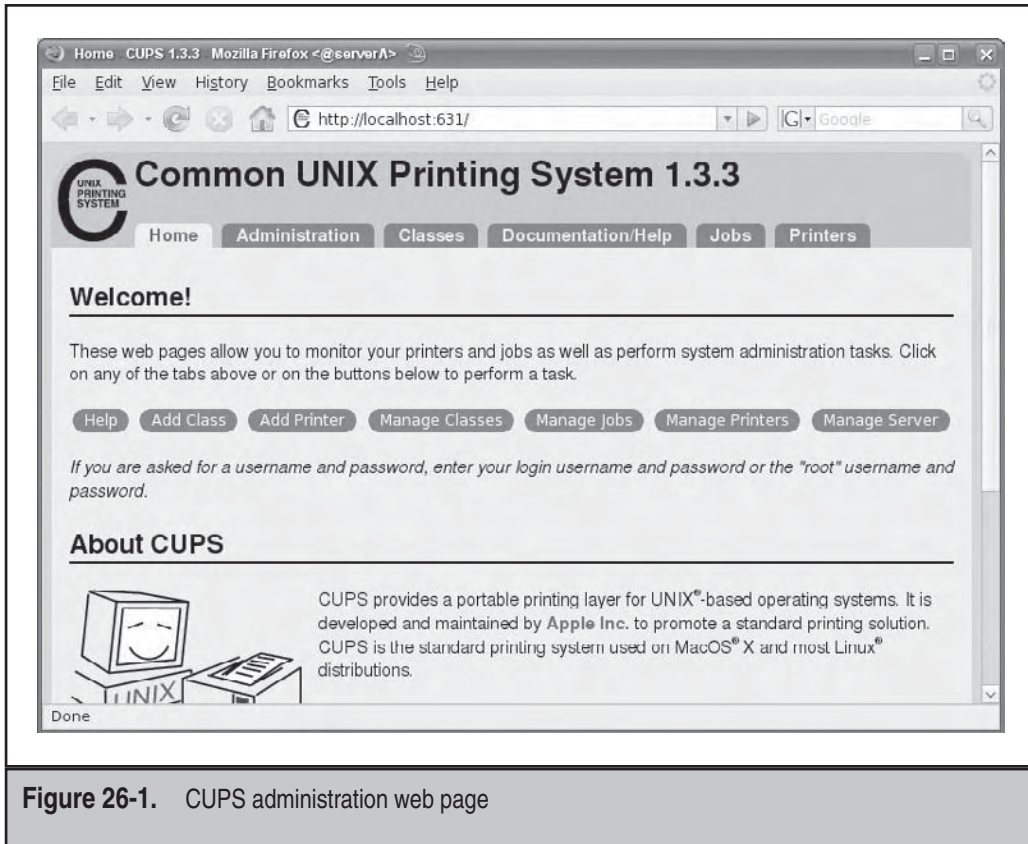 Home CUPS 1.3.3 Mozilla Firefox <@serverA>
File Edit View History Bookmarks Tools Help
http://localhost:631/
G Google
UNIX
PRINTING
SYSTEM
Common UNIX Printing System 1.3.3
Home Administration Classes Documentation/Help Jobs Printers
Welcome!
These web pages allow you to monitor your printers and jobs as well as perform system administration tasks. Click
on any of the tabs above or on the buttons below to perform a task.
Help Add Class Add Printer Manage Classes Manage Jobs Manage Printers Manage Server
If you are asked for a username and password, enter your login username and password or the "root" username and
password.
About CUPS
CUPS provides a portable printing layer for UNIX®-based operating systems. It is
developed and maintained by Apple Inc. to promote a standard printing solution.
CUPS is the standard printing system used on MacOS® X and most Linux®
distributions.
UNIX
Done
Figure 26-1. CUPS administration web page